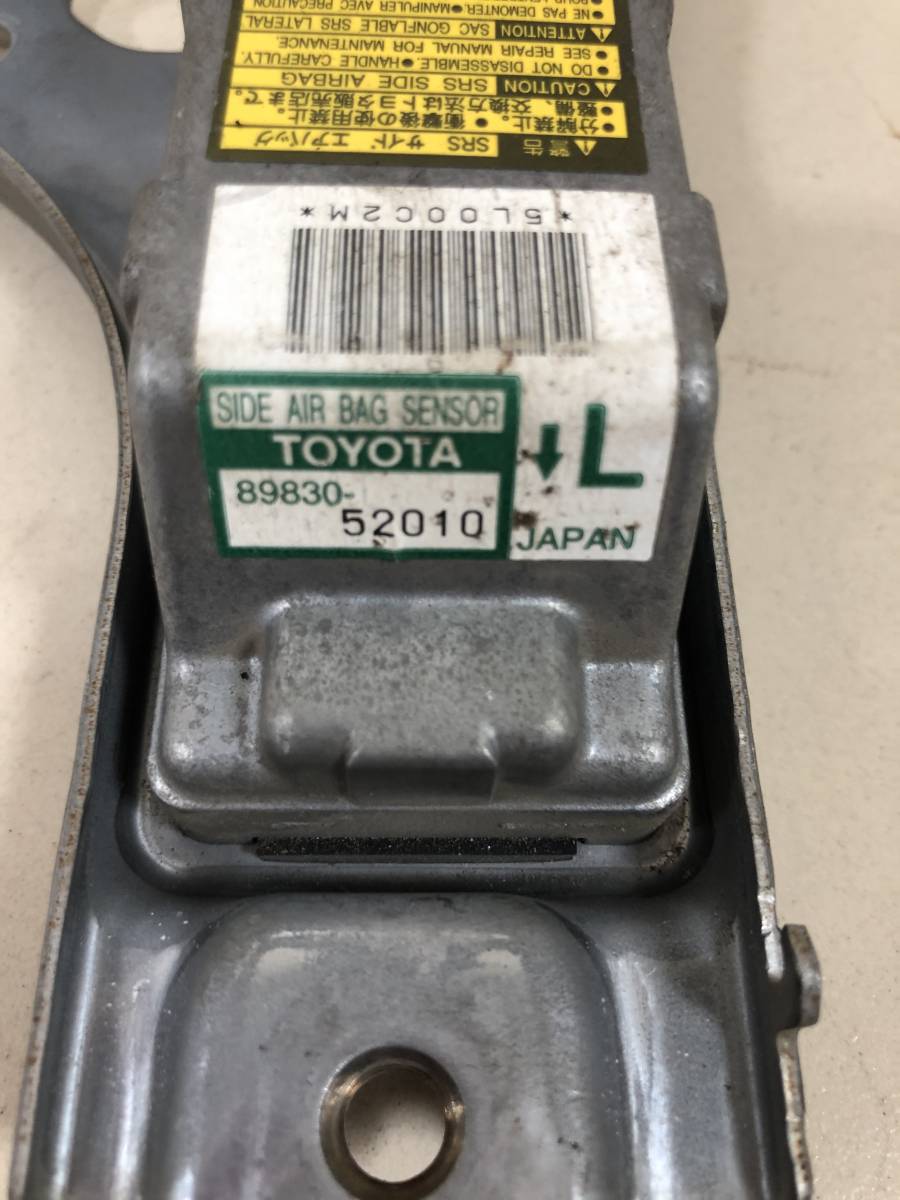 ⚠警告 SRS サイド エアバッグ
●分解禁止。 ●衝撃後の使用禁止。
●整備、交換方法はトヨタ販売店まで。
⚠CAUTION SRS SIDE AIRBAG
●DO NOT DISASSEMBLE. ●HANDLE CAREFULLY.
●SEE REPAIR MANUAL FOR MAINTENANCE.
⚠ATTENTION SAC GONFLABLE SRS LATERAL
●NE PAS DEMONTER. ●MANIPULER AVEC PRECAUTION
*5L00C2M*
SIDE AIR BAG SENSOR
TOYOTA
89830-
52010
↓L
JAPAN